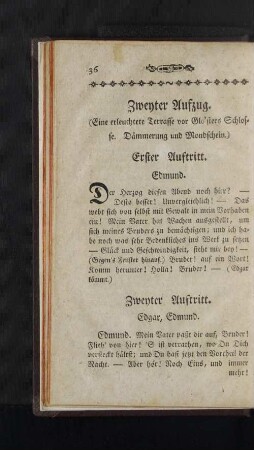 36
Zweyter Aufzug.
(Eine erleuchtete Terrasse vor Glosters Schlos-
se. Dämmerung und Mondschein.)
Erster Auftritt.
Edmund.
Der Herzog diesen Abend noch hier? —
Desto besser! Unvergleichlich! — Das
webt sich von selbst mit Gewalt in mein Vorhaben
ein! Mein Vater hat Wachen ausgestellt, um
sich meines Bruders zu bemächtigen; und ich ha-
be noch was sehr Bedenkliches ins Werk zu setzen
— Glück und Geschwindigkeit, stehe mir bey! —
(Gegen's Fenster hinauf.) Bruder! auf ein Wort!
Komm herunter! Holla! Bruder! — (Edgar
kömmt.)
Zweyter Auftritt.
Edgar, Edmund.
Edmund. Mein Vater paßt dir auf, Bruder!
Flieh' von hier! 'S ist verrathen, wo Du Dich
versteckt hältst; und Du hast jetzt den Vortheil der
Nacht. — Aber hör! Noch Eins, und immer
mehr!